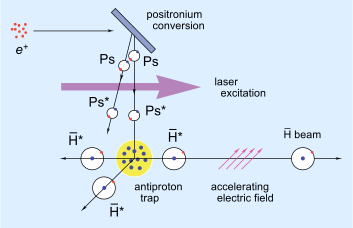 positronium
conversion
e⁺
Ps Ps
laser
excitation
Ps* Ps*
H̅* H̅* H̅ beam
antiproton
trap
accelerating
electric field
H̅*